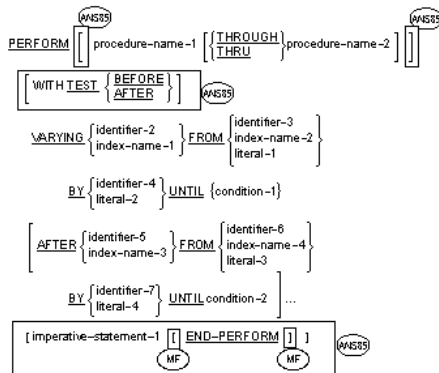 ANS85 ANS85
PERFORM [ procedure-name-1 [ { THROUGH THRU } procedure-name-2 ] ]
[ WITH TEST { BEFORE AFTER } ] ANS85
VARYING { identifier-2 index-name-1 } FROM { identifier-3 index-name-2 literal-1 }
BY { identifier-4 literal-2 } UNTIL {condition-1}
[ AFTER { identifier-5 index-name-3 } FROM { identifier-6 index-name-4 literal-3 }
BY { identifier-7 literal-4 } UNTIL condition-2 ] ...
[ imperative-statement-1 [ END-PERFORM ] ] ANS85
MF MF